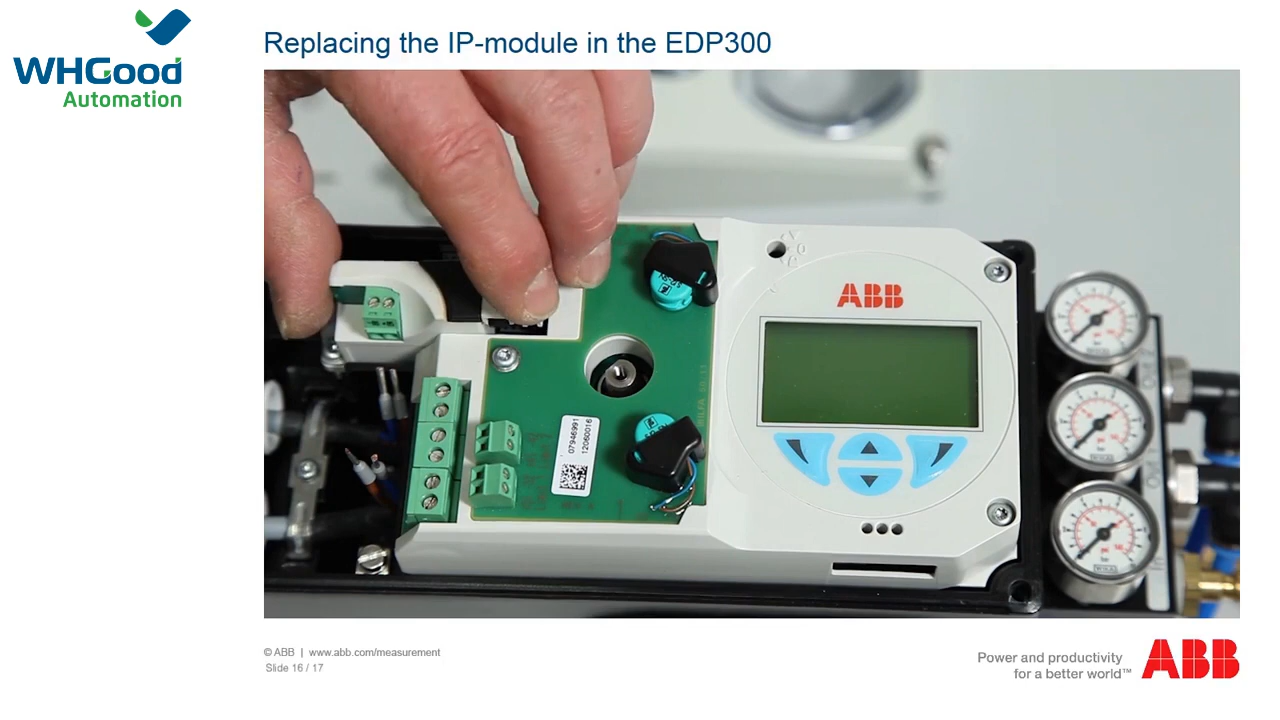 WHGood
Automation
Replacing the IP-module in the EDP300
ABB
07946991
12060016
© ABB | www.abb.com/measurement
Slide 16 / 17
Power and productivity
for a better world™
ABB